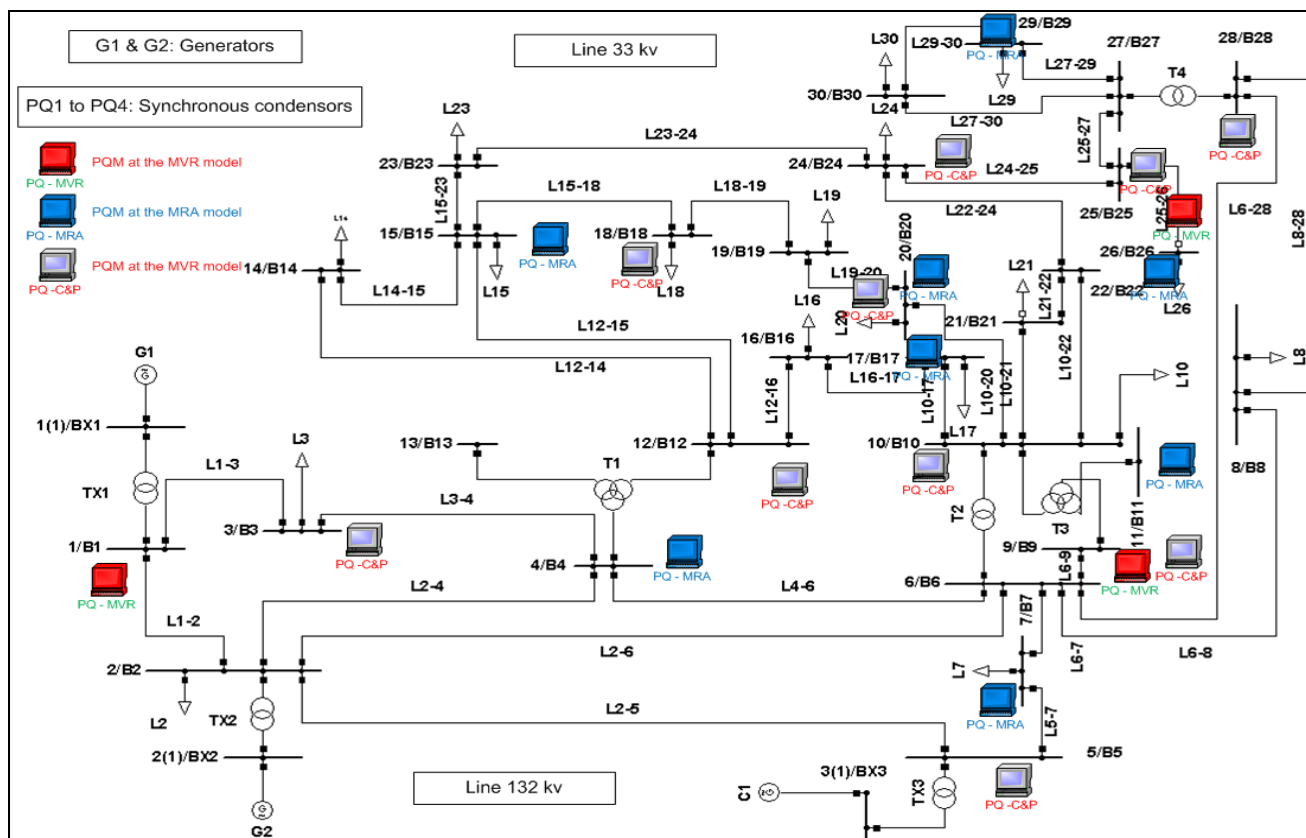 G1 & G2: Generators
Line 33 kv
PQ1 to PQ4: Synchronous condensors
PQM at the MVR model
PQ - MVR
PQM at the MRA model
PQ - MRA
PQM at the MVR model
PQ -C&P
29/B29
L30
L29-30
PQ - MRA
27/B27
28/B28
L27-29
T4
L29
30/B30
L24
L27-30
L23
L23-24
23/B23
24/B24
PQ -C&P
L24-25
L25-27
PQ -C&P
PQ-C&P
L25-26
25/B25
PQ - MVR
L6-28
L8-28
L15-23
L15-18
L18-19
L19
L22-24
15/B15
PQ - MRA
18/B18
PQ -C&P
19/B19
20/B20
26/B26
14/B14
L14-15
L15
L18
L19-20
PQ - MRA
L21
L21-22
22/B22
PQ - MRA
L26
L16
PQ -C&P
L20
21/B21
L12-15
16/B16
17/B17
PQ - MRA
L16-17
L12-14
G1
L12-16
L10-17
L10-20
L10-21
L10-22
L10
L8
1(1)/BX1
L3
13/B13
12/B12
L17
10/B10
8/B8
TX1
L1-3
T1
PQ -C&P
PQ -C&P
PQ - MRA
L3-4
T2
T3
11/B11
3/B3
PQ -C&P
1/B1
4/B4
PQ - MRA
9/B9
L6-9
PQ -C&P
PQ - MVR
L2-4
L4-6
6/B6
PQ - MVR
7/B7
L1-2
L2-6
L6-7
L6-8
2/B2
L7
L2
TX2
L2-5
PQ - MRA
L5-7
2(1)/BX2
5/B5
Line 132 kv
3(1)/BX3
C1
TX3
PQ -C&P
G2